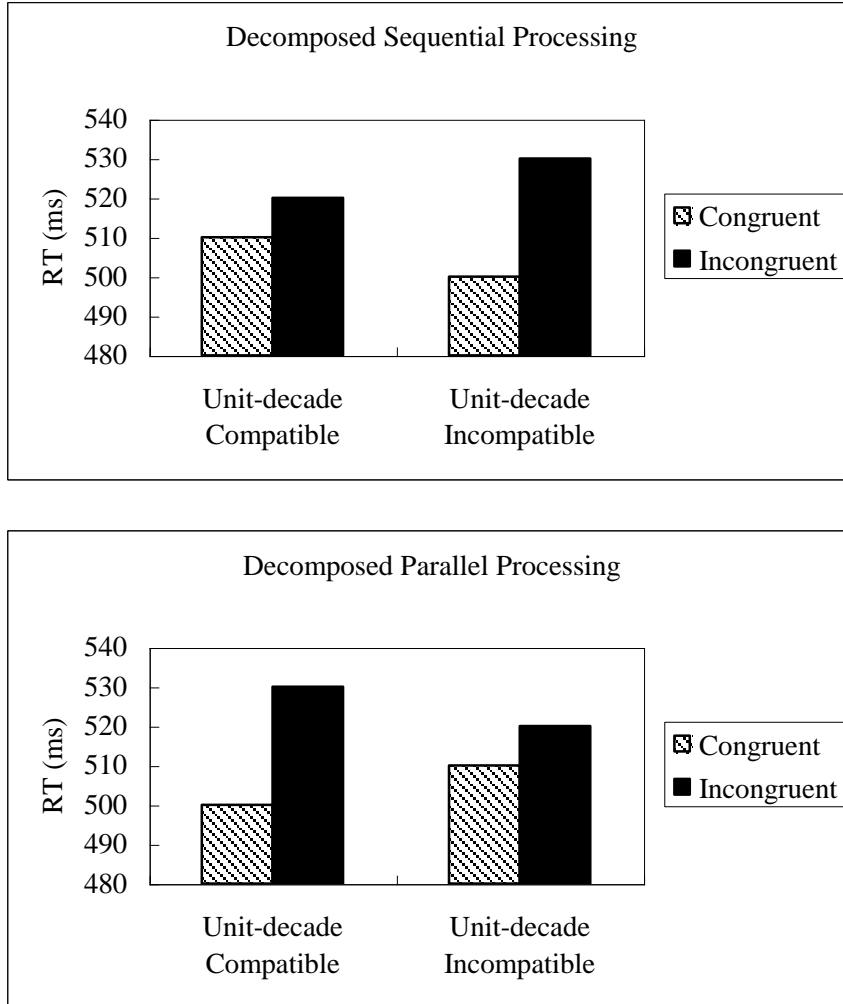 Decomposed Sequential Processing
540
530
520
510
500
490
480
RT (ms)
Unit-decade
Compatible
Unit-decade
Incompatible
Congruent
Incongruent
Decomposed Parallel Processing
540
530
520
510
500
490
480
RT (ms)
Unit-decade
Compatible
Unit-decade
Incompatible
Congruent
Incongruent